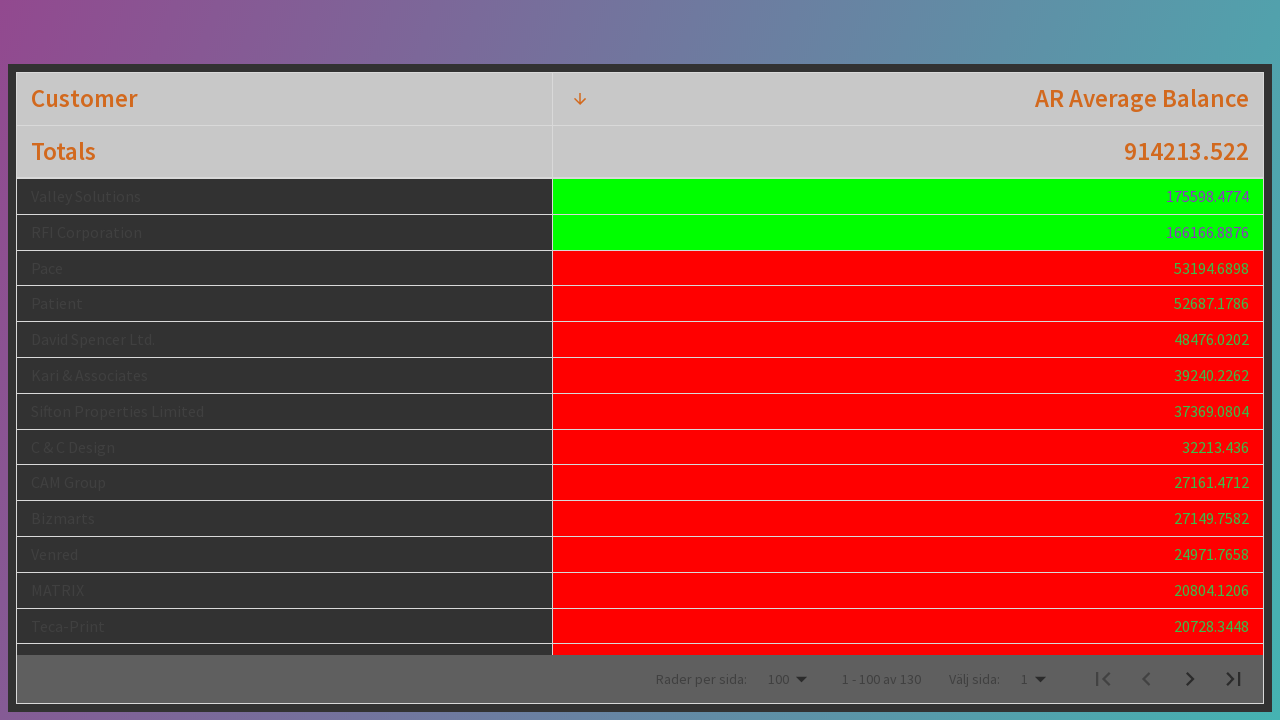 Customer AR Average Balance
Totals 914213.522
Valley Solutions 175598.4774
RFI Corporation 166166.8876
Pace 53194.6898
Patient 52687.1786
David Spencer Ltd 48476.0202
Kari & Associates 39240.2262
Sifton Properties Limited 37369.0804
C & C Design 32213.436
CAM Group 27161.4712
Bizmarts 27149.7582
Venred 24971.7658
MATRIX 20804.1206
Teca-Print 20728.3448
Rader per sida: 100 1 - 100 av 130 Välj sida: 1